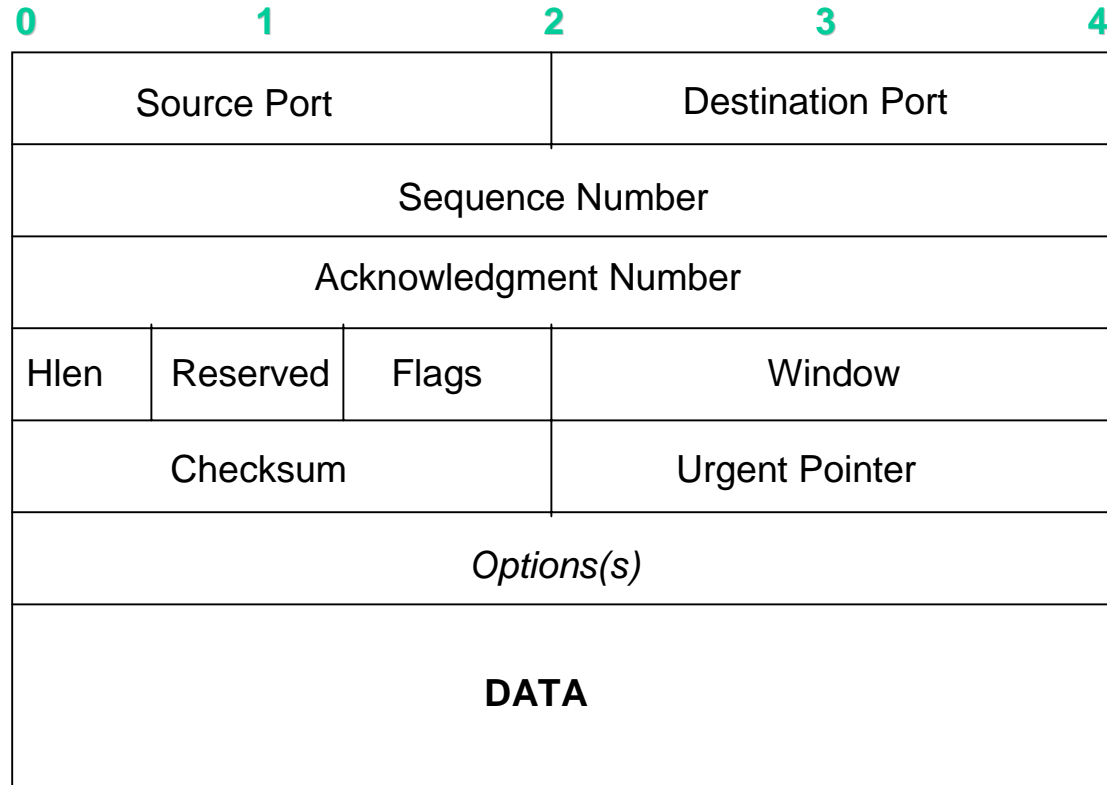 0 1 2 3 4
Source Port Destination Port
Sequence Number
Acknowledgment Number
Hlen Reserved Flags Window
Checksum Urgent Pointer
Options(s)
DATA